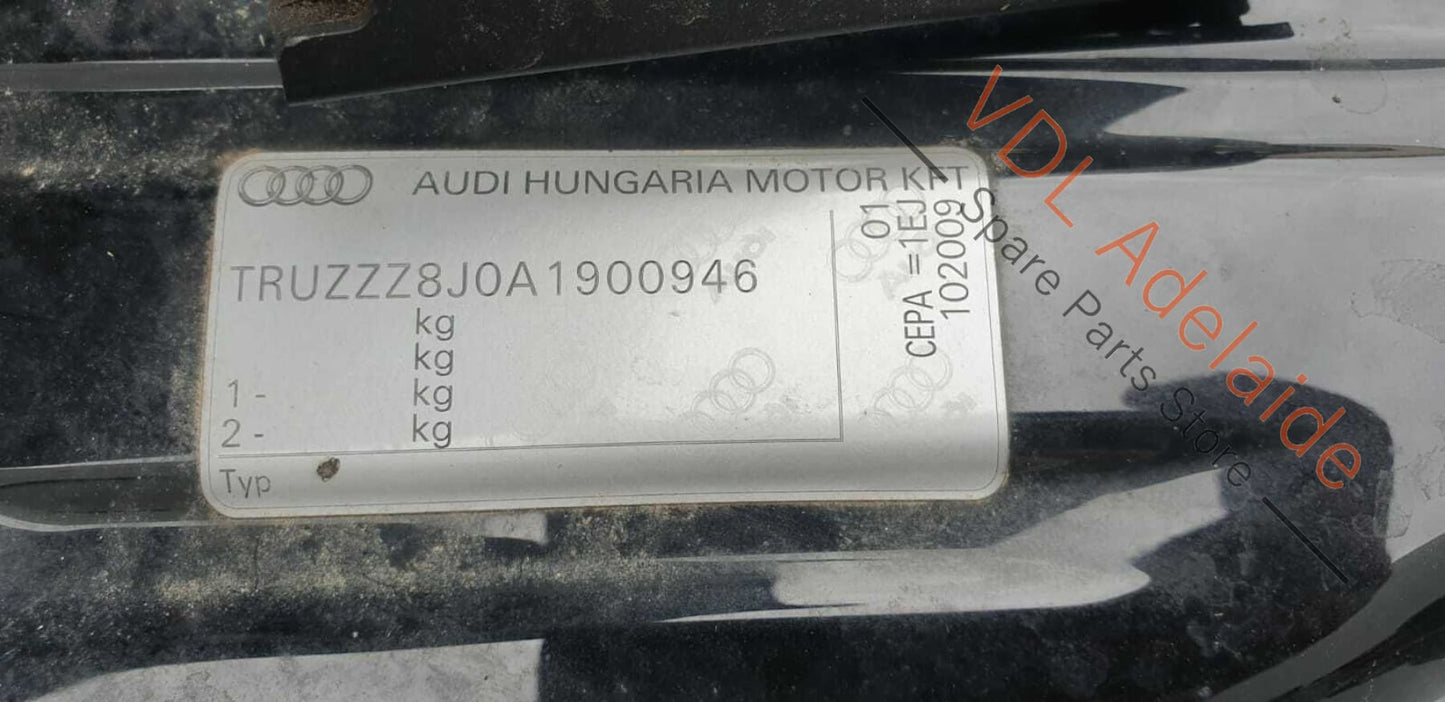 AUDI HUNGARIA MOTOR KFT
TRUZZZ8J0A1900946
kg
kg
1 - kg
2 - kg
Typ
01
CEPA = 1EJ
102009
VDL Adelaide
Spare Parts Store